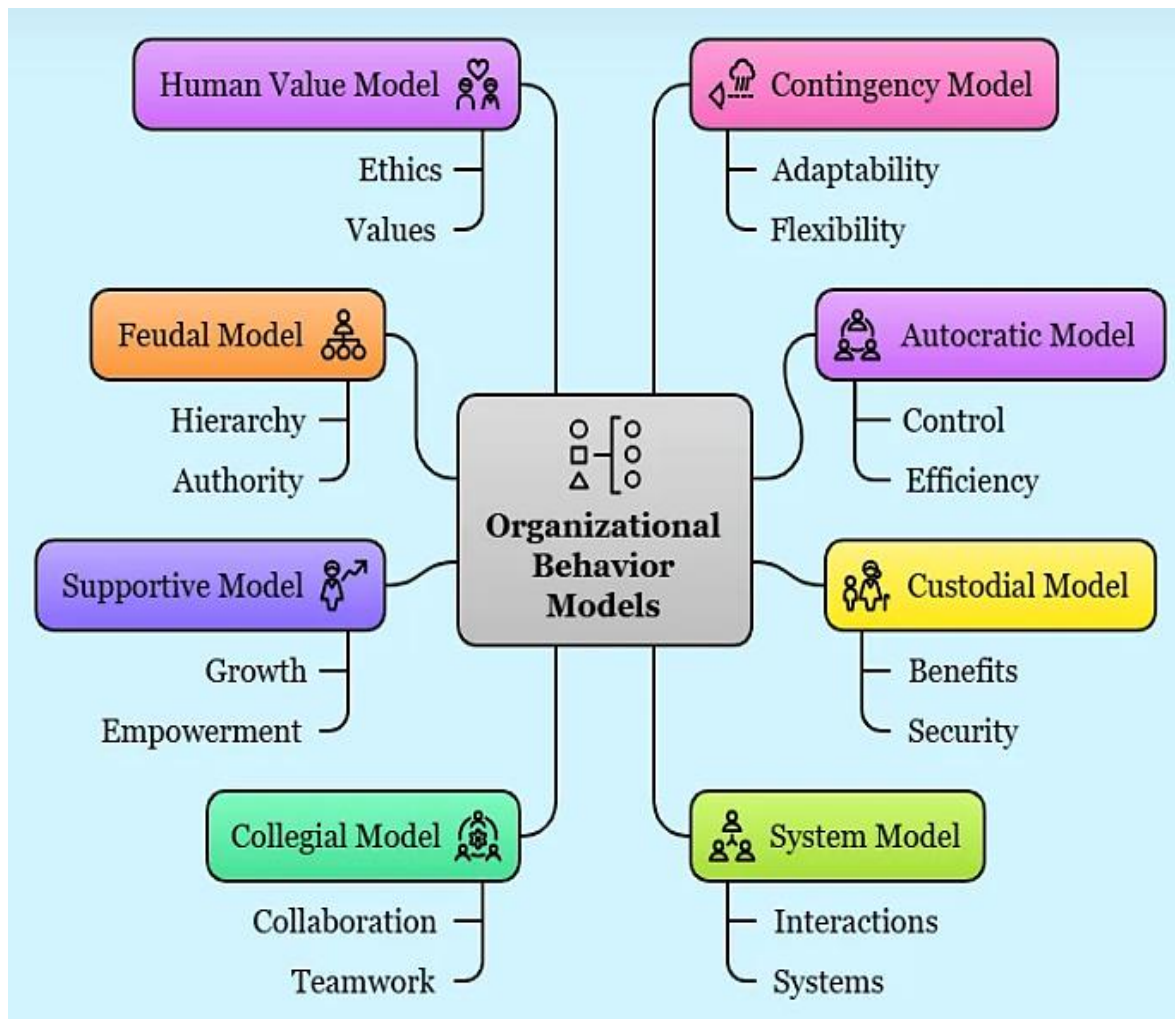 Human Value Model
Ethics
Values
Contingency Model
Adaptability
Flexibility
Feudal Model
Hierarchy
Authority
Autocratic Model
Control
Efficiency
Organizational
Behavior
Models
Supportive Model
Growth
Empowerment
Custodial Model
Benefits
Security
Collegial Model
Collaboration
Teamwork
System Model
Interactions
Systems